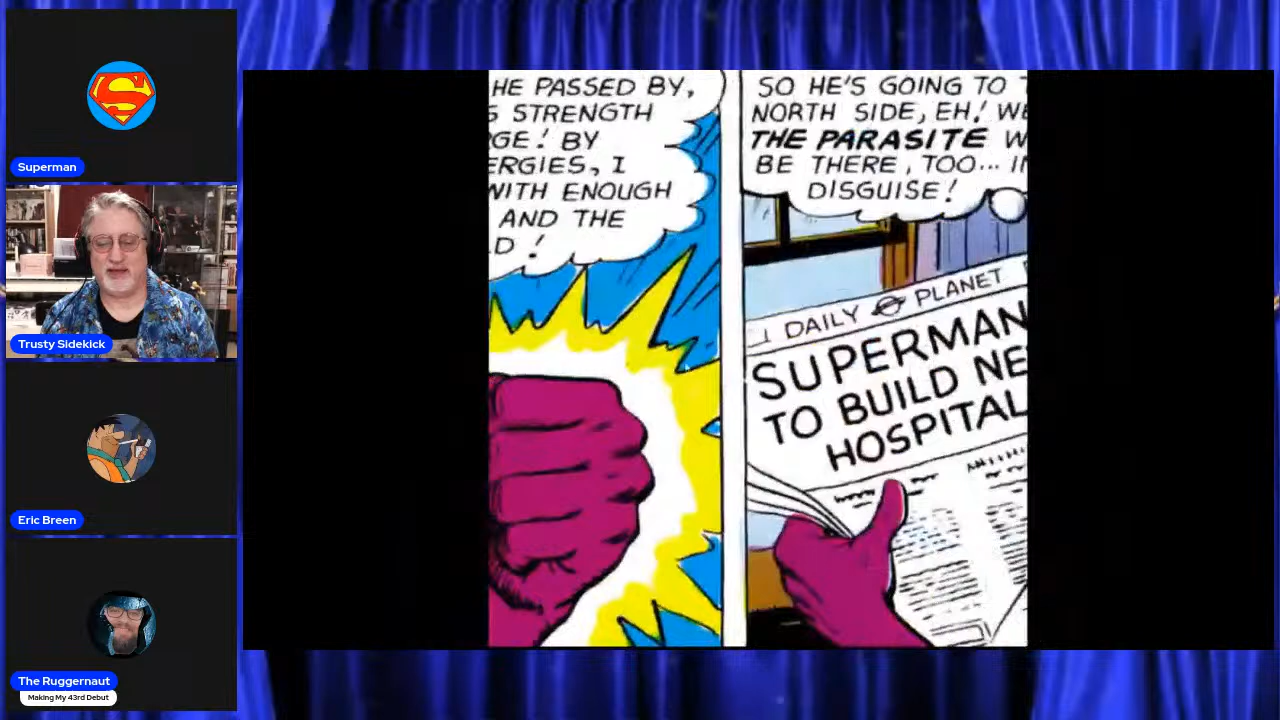 Superman
Trusty Sidekick
Eric Breen
The Ruggernaut
Making My 43rd Debut
HE PASSED BY,
STRENGTH
GE! BY
ERGIES, I
WITH ENOUGH
AND THE
D!
SO HE'S GOING TO
NORTH SIDE, EH!
THE PARASITE
BE THERE, TOO...
DISGUISE!
DAILY PLANET
SUPERMAN
TO BUILD NE
HOSPITAL